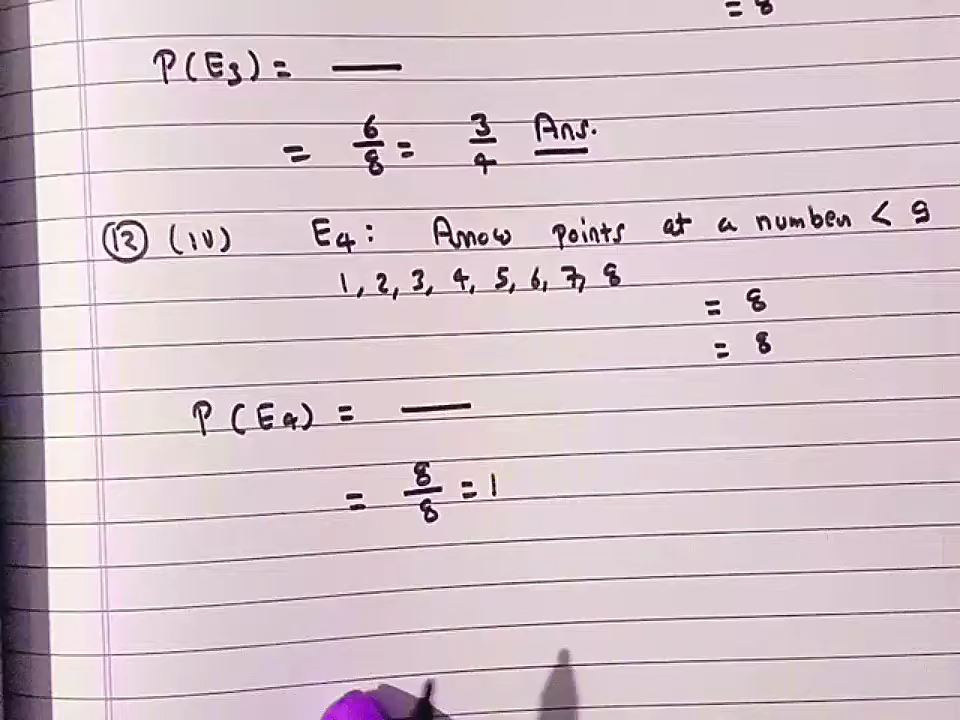 = 8
P(E3) = —
= 6/8 = 3/4 Ans.
12 (iv) E4: Arrow points at a number < 9
1, 2, 3, 4, 5, 6, 7, 8
= 8
= 8
P(E4) = —
= 8/8 = 1